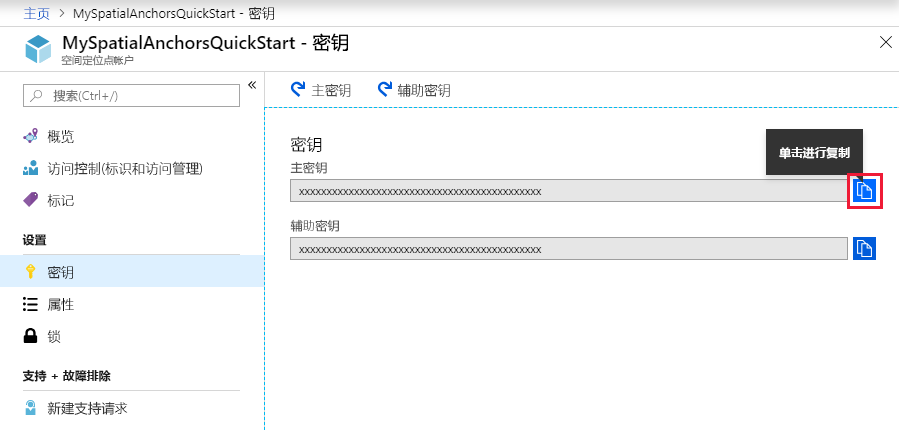 主页 > MySpatialAnchorsQuickStart - 密钥
MySpatialAnchorsQuickStart - 密钥
空间定位点帐户
搜索(Ctrl+/)
概览
访问控制(标识和访问管理)
标记
设置
密钥
属性
锁
支持 + 故障排除
新建支持请求
主密钥 辅助密钥
密钥
单击进行复制
主密钥
xxxxxxxxxxxxxxxxxxxxxxxxxxxxxxxxxxxxxxxxxxxx
辅助密钥
xxxxxxxxxxxxxxxxxxxxxxxxxxxxxxxxxxxxxxxxxxxx